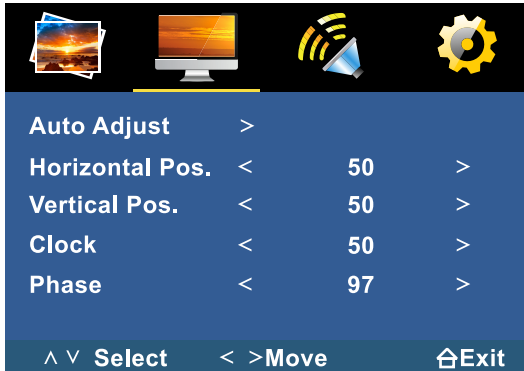 Auto Adjust >
Horizontal Pos. < 50 >
Vertical Pos. < 50 >
Clock < 50 >
Phase < 97 >
∧ ∨ Select < >Move Exit